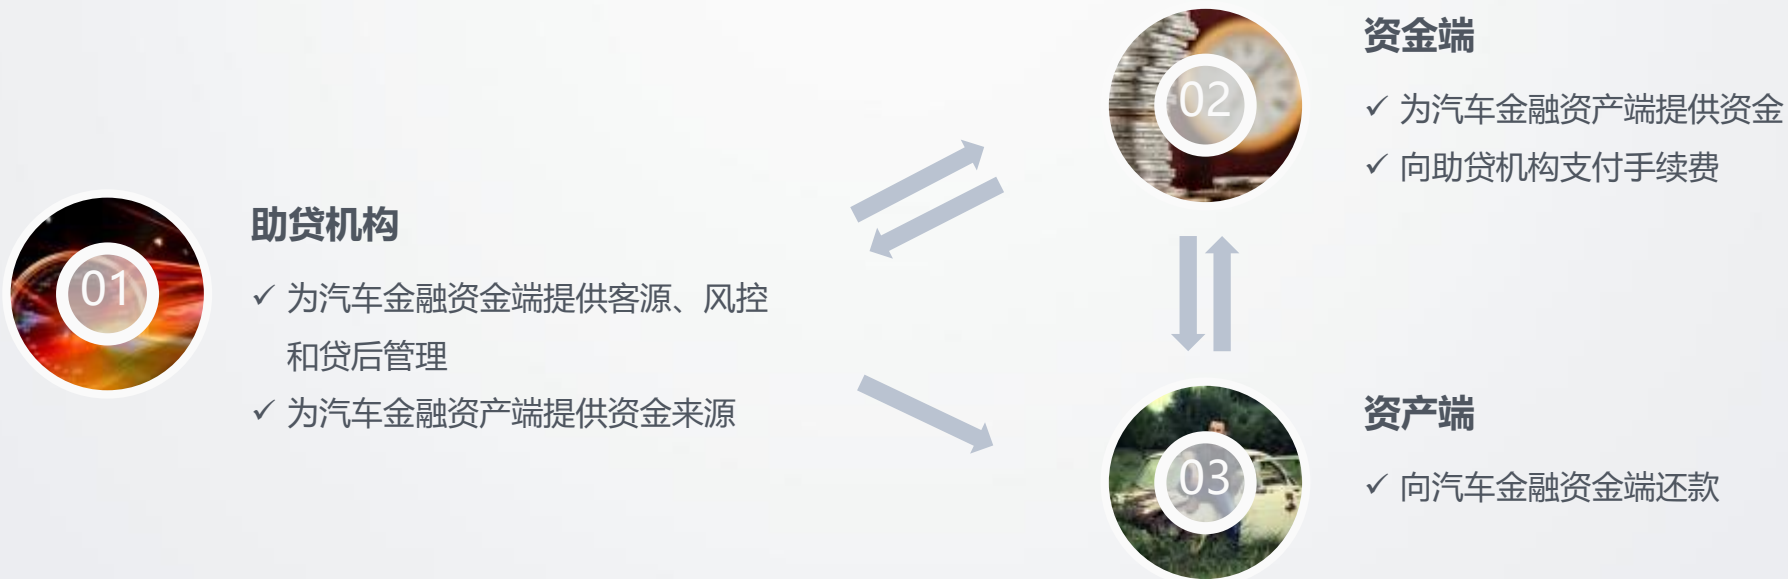 01
助贷机构
✓ 为汽车金融资金端提供客源、风控
和贷后管理
✓ 为汽车金融资产端提供资金来源
02
资金端
✓ 为汽车金融资产端提供资金
✓ 向助贷机构支付手续费
03
资产端
✓ 向汽车金融资金端还款